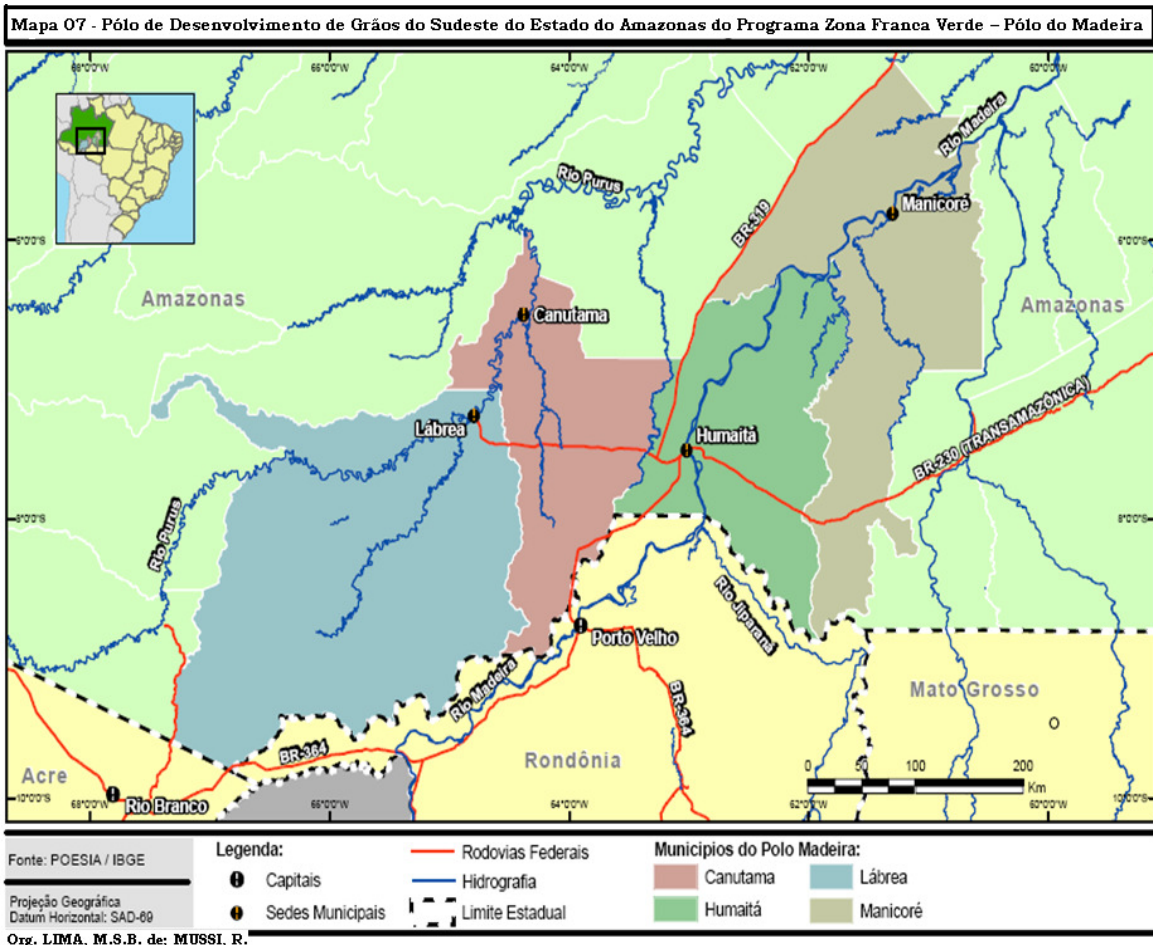 Mapa 07 - Pólo de Desenvolvimento de Grãos do Sudeste do Estado do Amazonas do Programa Zona Franca Verde – Pólo do Madeira
68°0'0"W 66°0'0"W 64°0'0"W 62°0'0"W 60°0'0"W
Rio Madeira
Rio Purus
Manicoré
BR-319
6°0'0"S 6°0'0"S
Amazonas
Amazonas
Canutama
Lábrea
Humaitá
BR-230 (TRANSAMAZÔNICA)
8°0'0"S 8°0'0"S
Rio Purus
Rio Jiparaná
Porto Velho
Rio Madeira
Mato Grosso
BR-364
BR-364
Rondônia
Acre
0 50 100 200
Km
Rio Branco
10°0'0"S 68°0'0"W 66°0'0"W 64°0'0"W 62°0'0"W 60°0'0"W 10°0'0"S
Fonte: POESIA / IBGE
Projeção Geográfica
Datum Horizontal: SAD-69
Legenda:
Capitais
Sedes Municipais
Rodovias Federais
Hidrografia
Limite Estadual
Municipios do Polo Madeira:
Canutama
Humaitá
Lábrea
Manicoré
Org. LIMA, M.S.B. de; MUSSI, R.